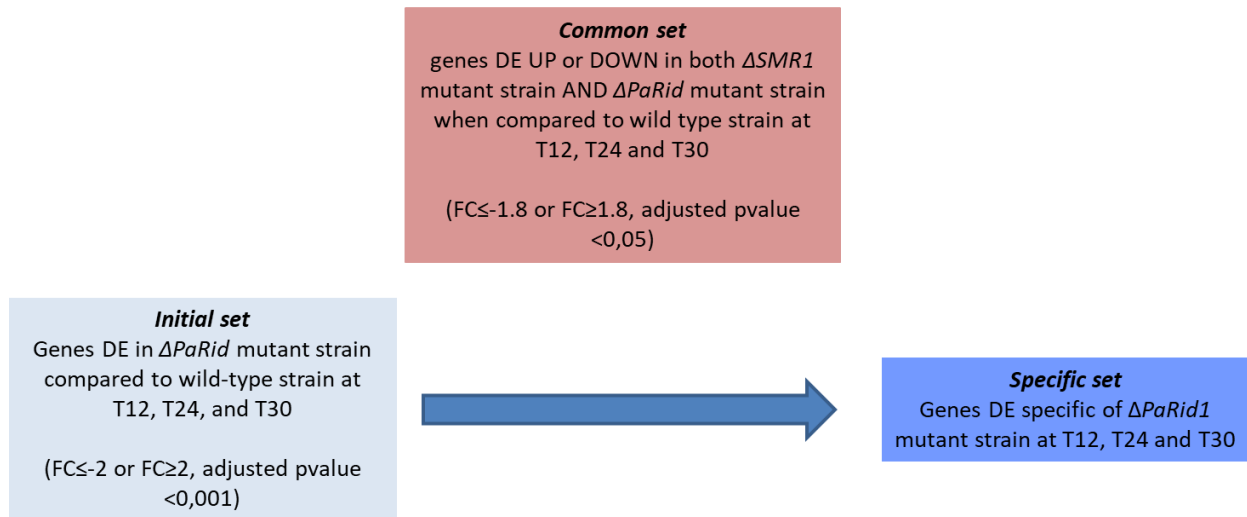 Common set
genes DE UP or DOWN in both ΔSMR1
mutant strain AND ΔPaRid mutant strain
when compared to wild type strain at
T12, T24 and T30
(FC≤-1.8 or FC≥1.8, adjusted pvalue
<0,05)
Initial set
Genes DE in ΔPaRid mutant strain
compared to wild-type strain at
T12, T24, and T30
(FC≤-2 or FC≥2, adjusted pvalue
<0,001)
Specific set
Genes DE specific of ΔPaRid1
mutant strain at T12, T24 and T30